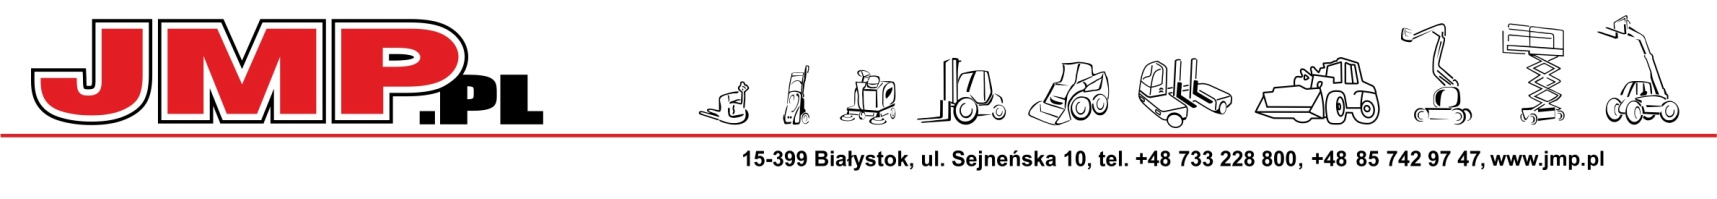 JMP.PL
15-399 Białystok, ul. Sejneńska 10, tel. +48 733 228 800, +48 85 742 97 47, www.jmp.pl